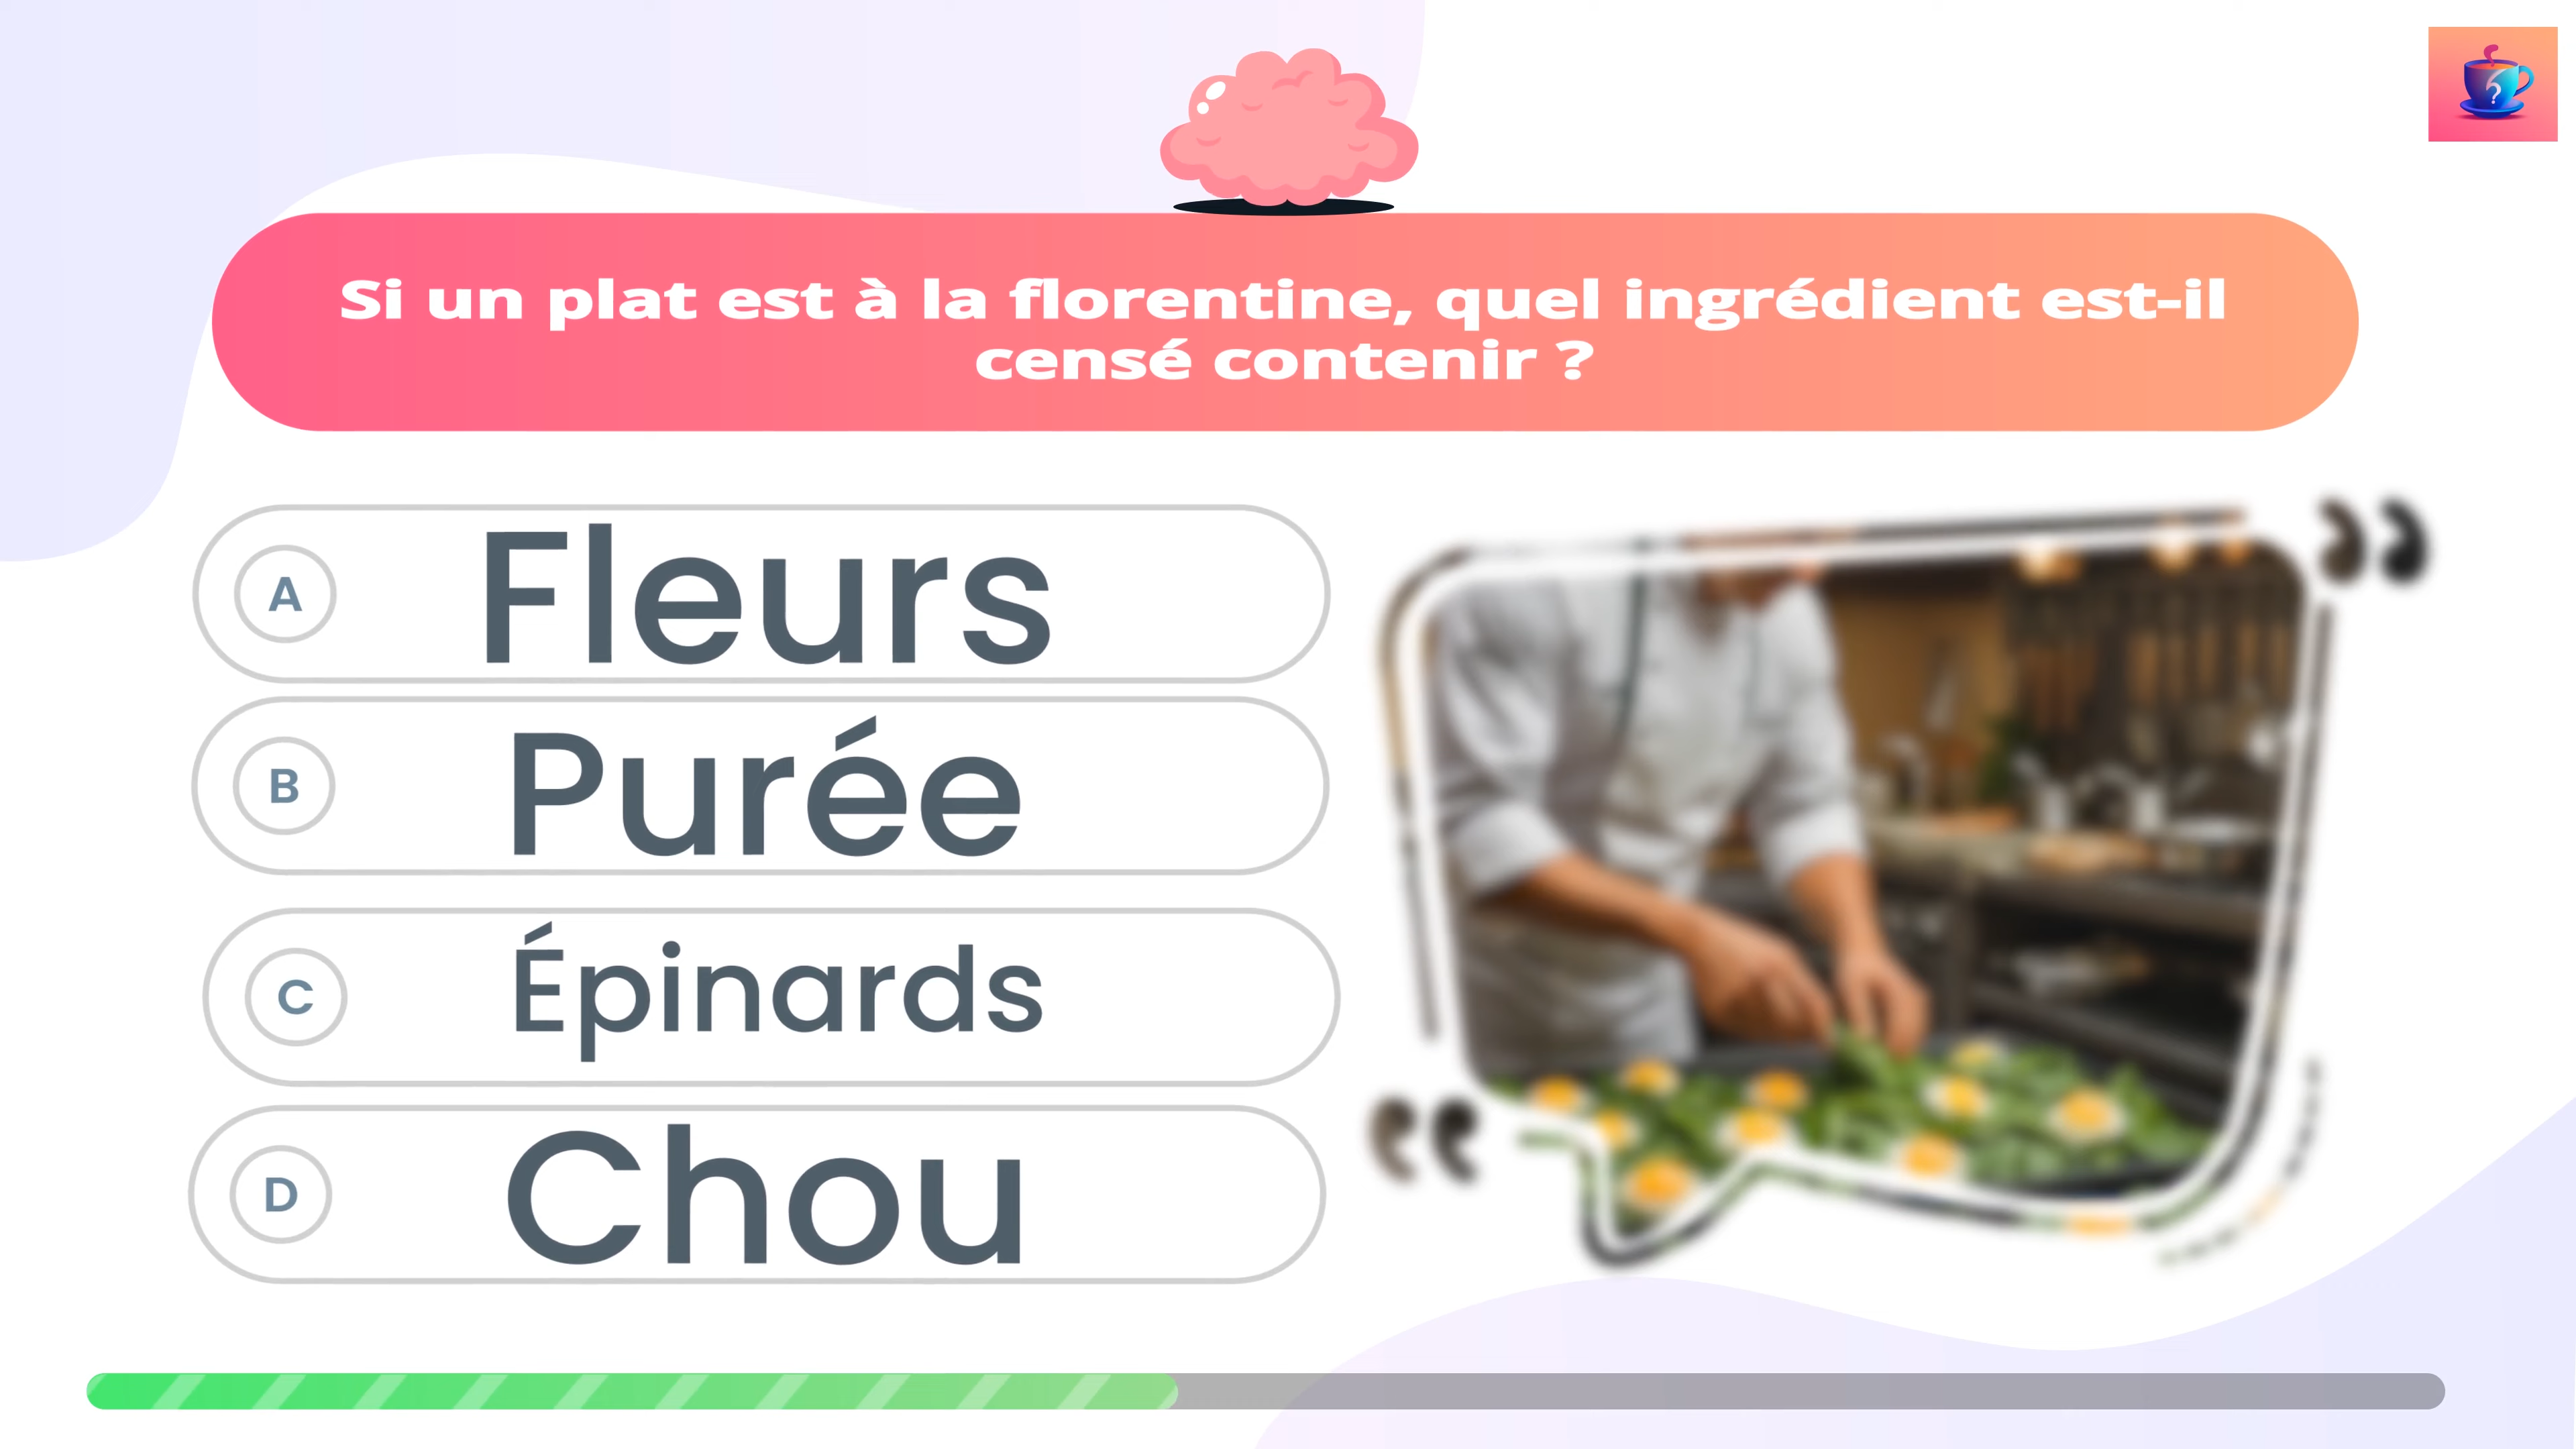 Si un plat est à la florentine, quel ingrédient est-il
censé contenir ?
A Fleurs
B Purée
C Épinards
D Chou